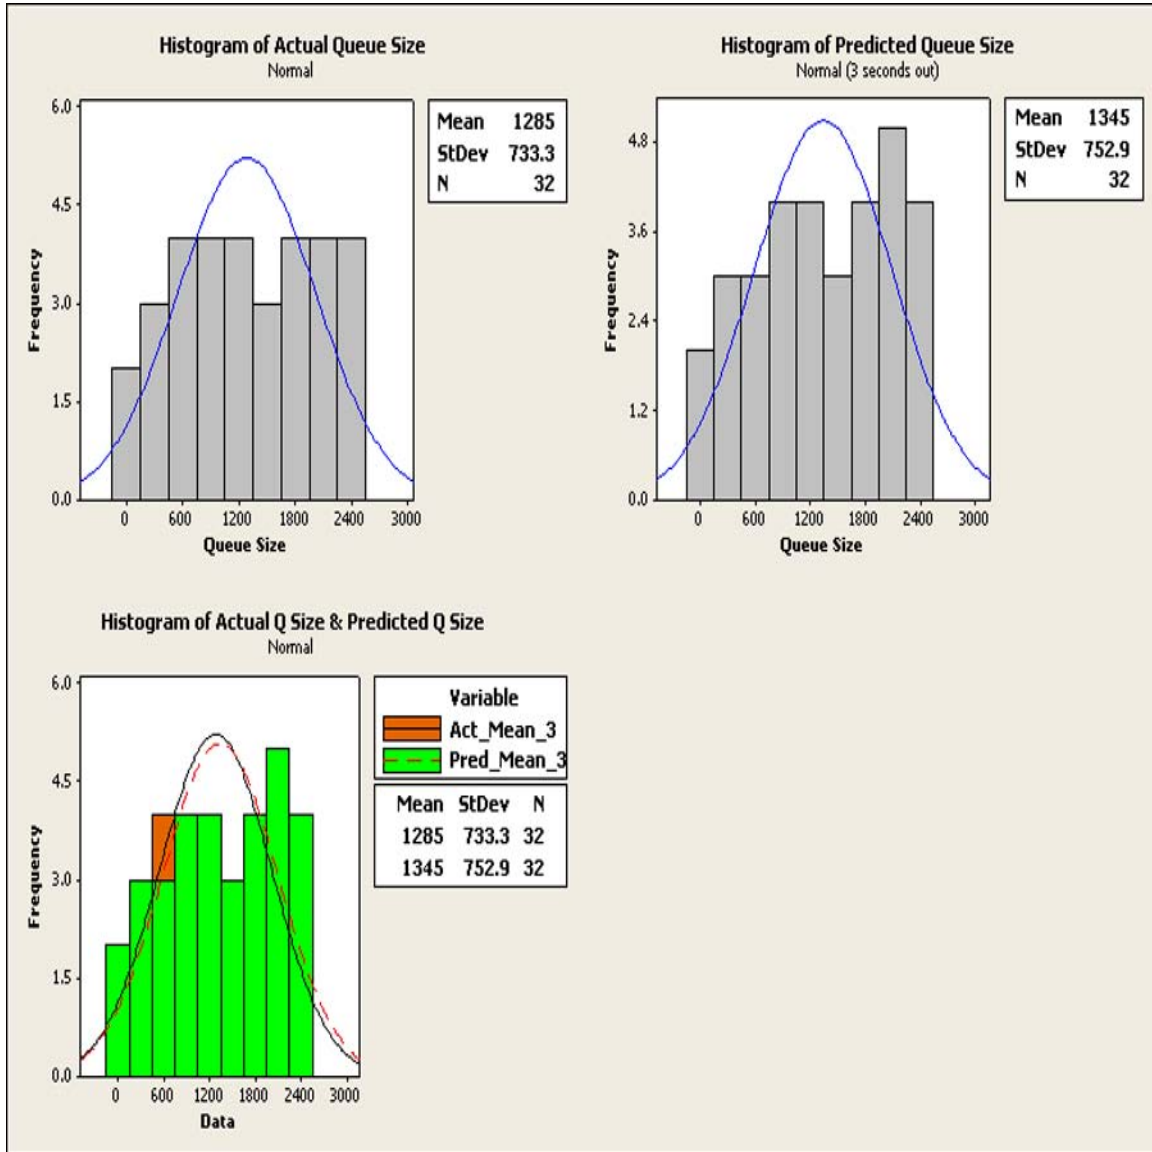 Histogram of Actual Queue Size
Normal
6.0
4.5
3.0
1.5
0.0
Frequency
0 600 1200 1800 2400 3000
Queue Size
Mean 1285
StDev 733.3
N 32
Histogram of Predicted Queue Size
Normal (3 seconds out)
4.8
3.6
2.4
1.2
0.0
Frequency
0 600 1200 1800 2400 3000
Queue Size
Mean 1345
StDev 752.9
N 32
Histogram of Actual Q Size & Predicted Q Size
Normal
6.0
4.5
3.0
1.5
0.0
Frequency
0 600 1200 1800 2400 3000
Data
Variable
Act_Mean_3
Pred_Mean_3
Mean StDev N
1285 733.3 32
1345 752.9 32